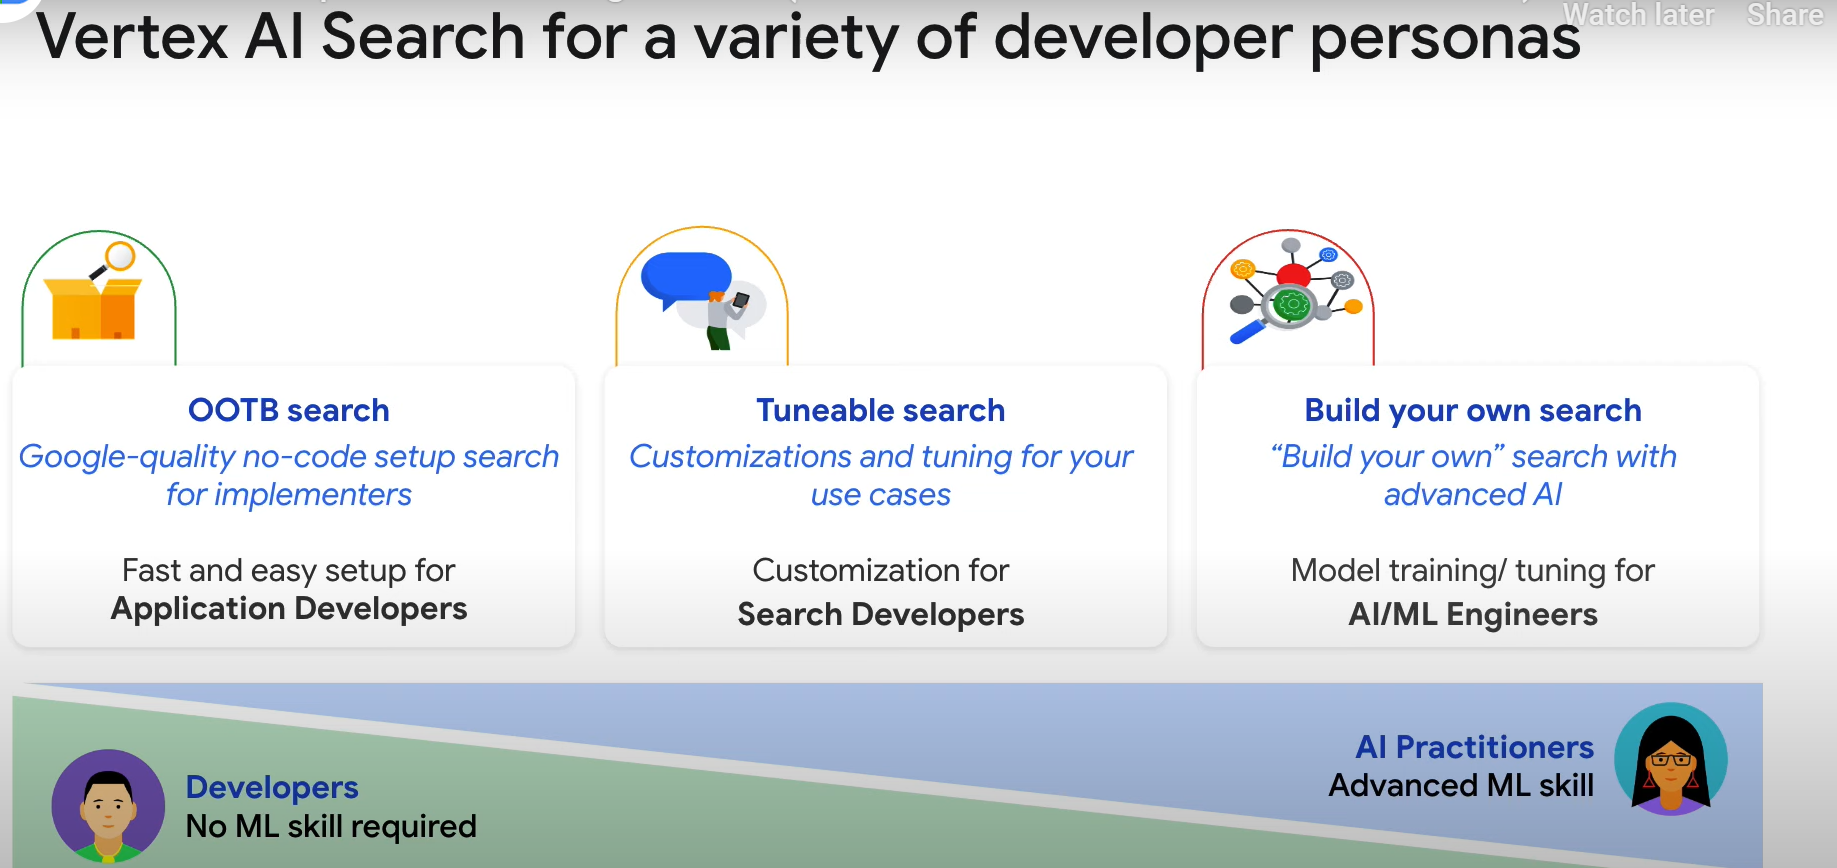 Watch later Share
Vertex AI Search for a variety of developer personas
OOTB search
Google-quality no-code setup search
for implementers
Fast and easy setup for
Application Developers
Tuneable search
Customizations and tuning for your
use cases
Customization for
Search Developers
Build your own search
“Build your own” search with
advanced AI
Model training/ tuning for
AI/ML Engineers
Developers
No ML skill required
AI Practitioners
Advanced ML skill